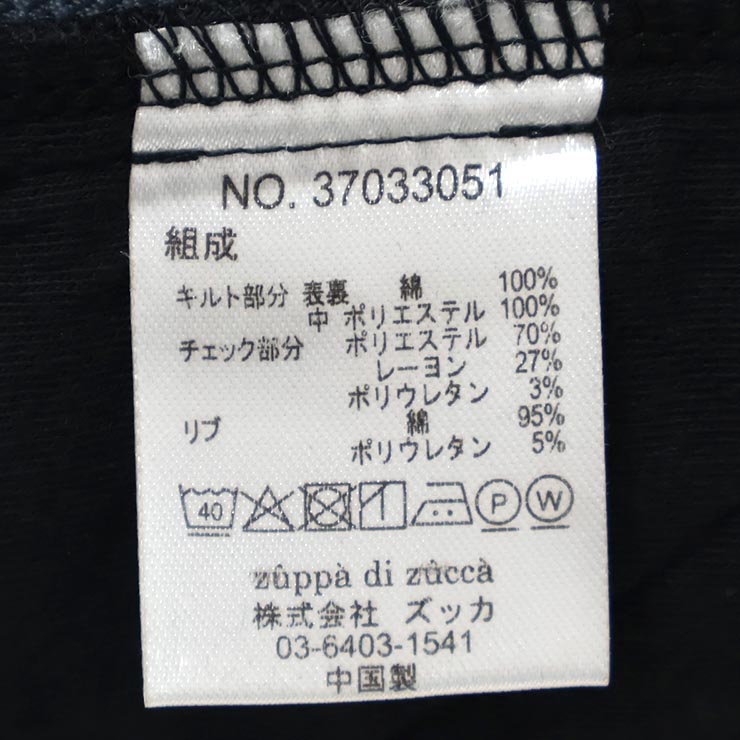 NO. 37033051
組成
キルト部分 表裏 綿 100%
中 ポリエステル 100%
チェック部分 ポリエステル 70%
レーヨン 27%
ポリウレタン 3%
リブ 綿 95%
ポリウレタン 5%
40 P W
zûppà di zùccà
株式会社 ズッカ
03-6403-1541
中国製